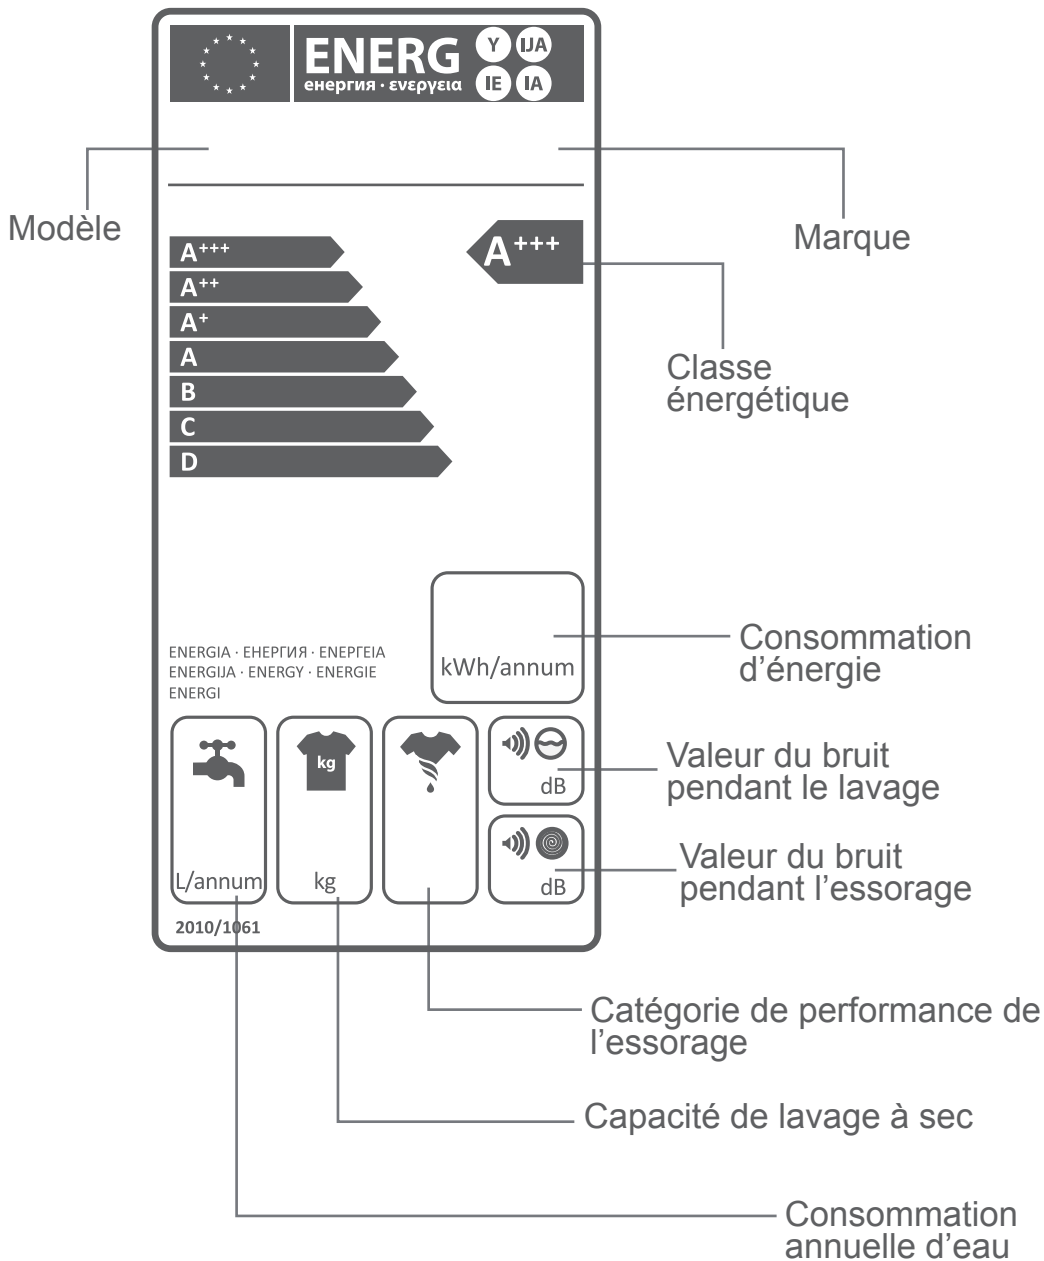 ENERG
Y IJA
IE IA
енергия · ενεργεια
Modèle
Marque
A+++
A++
A+
A
B
C
D
A+++
Classe
énergétique
kWh/annum
Consommation
d’énergie
ENERGIA · ЕНЕРГИЯ · ΕΝΕΡΓΕΙΑ
ENERGIJA · ENERGY · ENERGIE
ENERGI
L/annum
kg
kg
dB
Valeur du bruit
pendant le lavage
dB
Valeur du bruit
pendant l’essorage
2010/1061
Catégorie de performance de
l’essorage
Capacité de lavage à sec
Consommation
annuelle d’eau